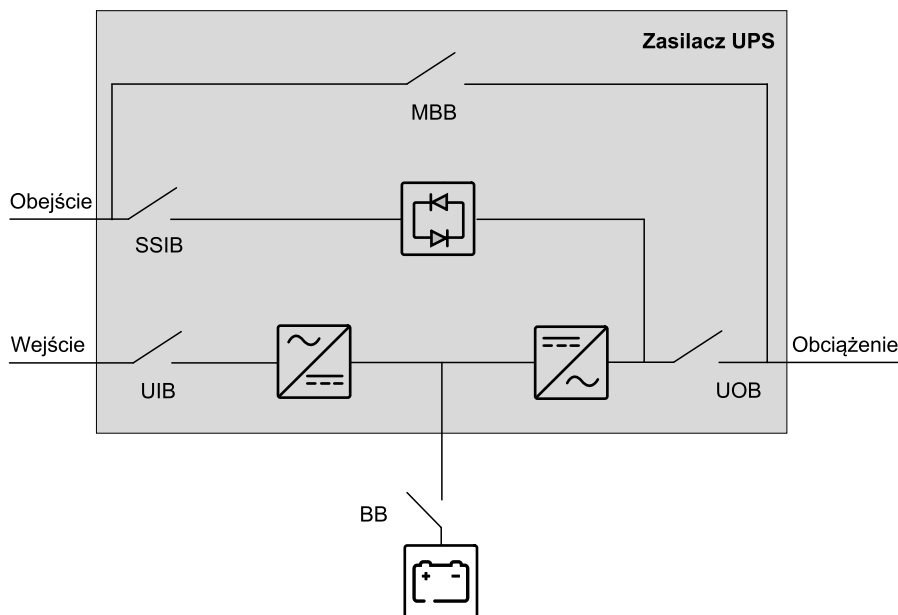 Zasilacz UPS
MBB
Obejście
SSIB
Wejście
Obciążenie
UIB
UOB
BB